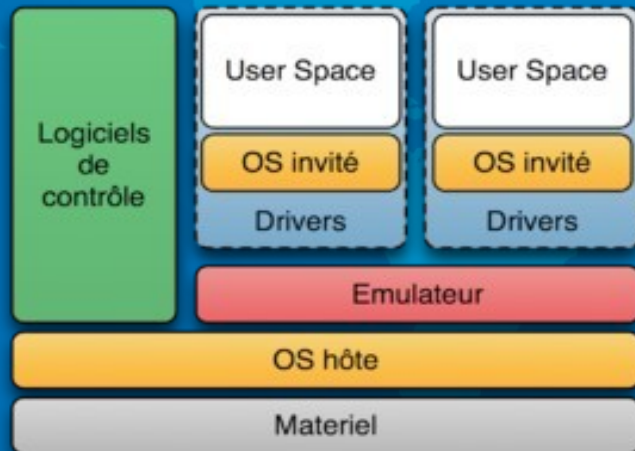 Logiciels
de
contrôle
User Space
OS invité
Drivers
User Space
OS invité
Drivers
Emulateur
OS hôte
Materiel